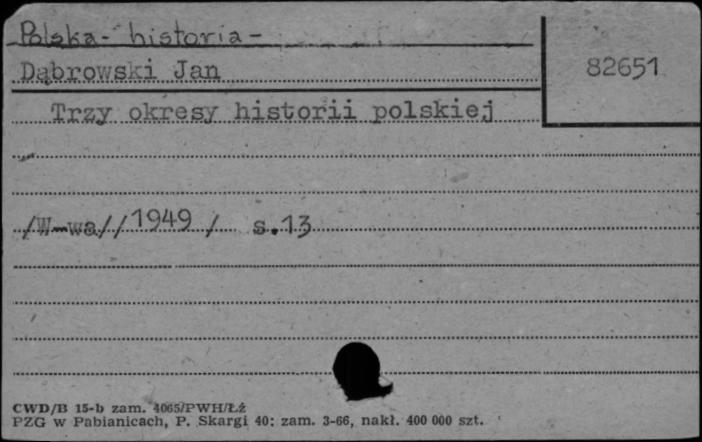 Polska - historia -
Dąbrowski Jan
82651
Trzy okresy historii polskiej
/W-wa//1949 / s.13
CWD/B 15-b zam. 4065/PWH/Łż
PZG w Pabianicach, P. Skargi 40: zam. 3-66, nakł. 400 000 szt.